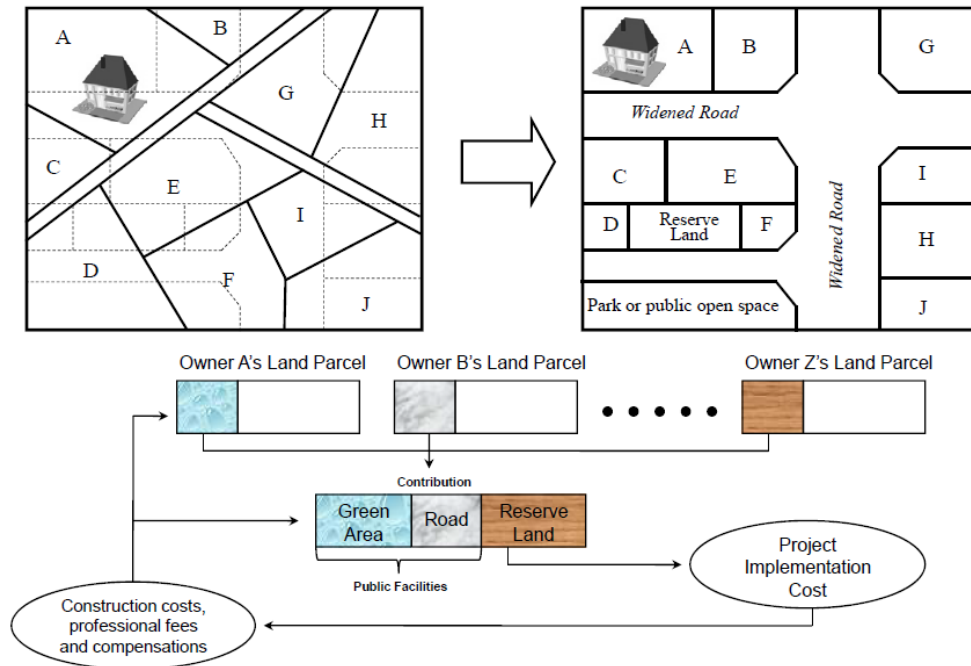 A
B
G
H
C
E
I
D
F
J
A
B
G
Widened Road
C
E
I
D
Reserve
Land
F
H
Widened Road
Park or public open space
J
Owner A's Land Parcel
Owner B's Land Parcel
Owner Z's Land Parcel
Contribution
Green
Area
Road
Reserve
Land
Public Facilities
Project
Implementation
Cost
Construction costs,
professional fees
and compensations